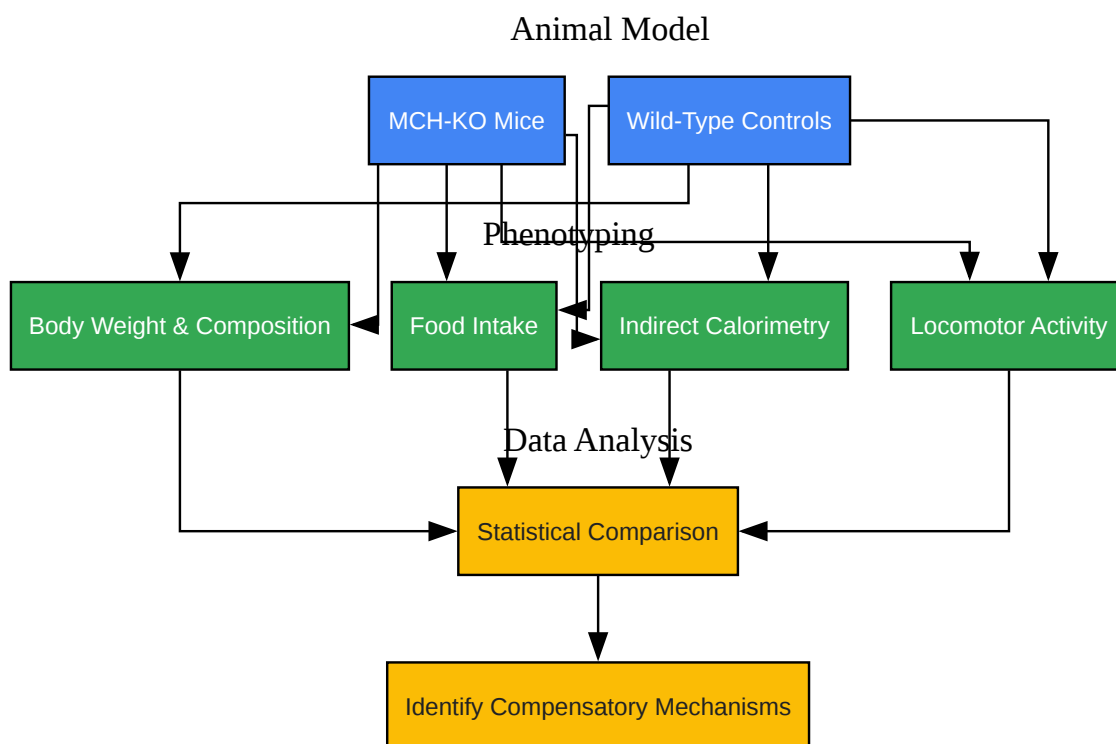 Animal Model
MCH-KO Mice
Wild-Type Controls
Phenotyping
Body Weight & Composition
Food Intake
Indirect Calorimetry
Locomotor Activity
Data Analysis
Statistical Comparison
Identify Compensatory Mechanisms